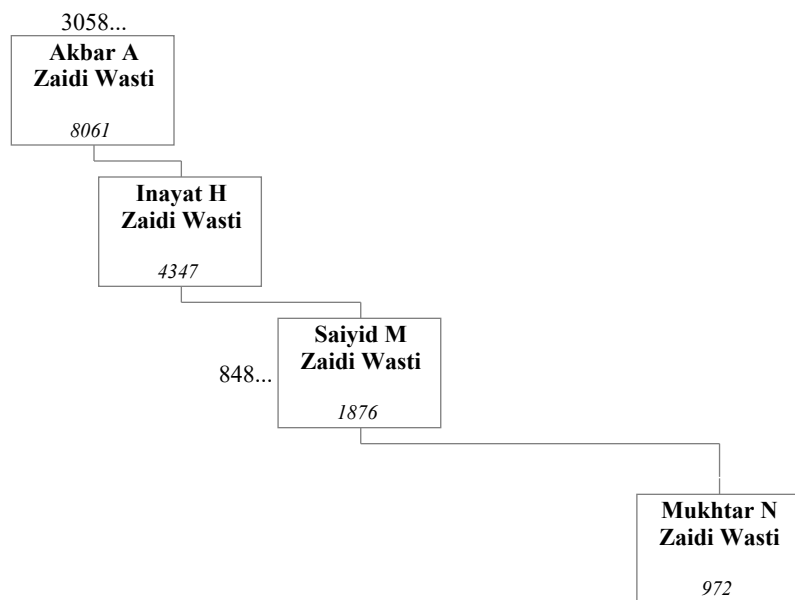 3058...
Akbar A
Zaidi Wasti
8061
Inayat H
Zaidi Wasti
4347
Saiyid M
Zaidi Wasti
848...
1876
Mukhtar N
Zaidi Wasti
972